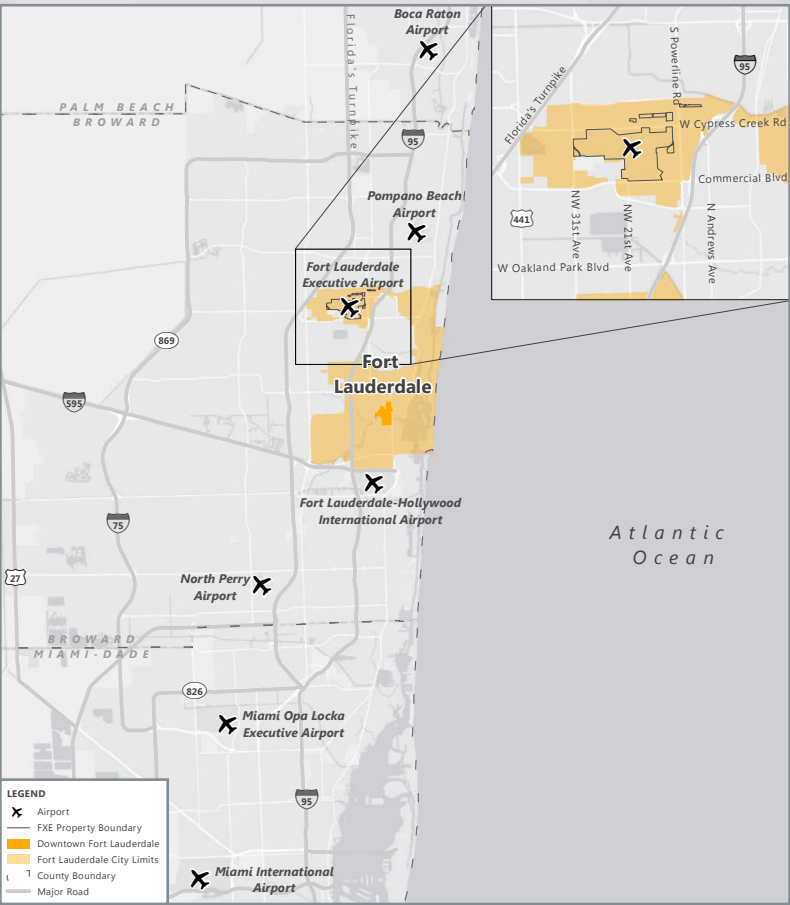 Boca Raton
Airport
Florida's Turnpike
PALM BEACH
BROWARD
95
Pompano Beach
Airport
Fort Lauderdale
Executive Airport
869
Fort
Lauderdale
595
Fort Lauderdale-Hollywood
International Airport
75
Atlantic
Ocean
27
North Perry
Airport
BROWARD
MIAMI-DADE
826
Miami Opa Locka
Executive Airport
95
Miami International
Airport
S Powerline Rd
95
Florida's Turnpike
W Cypress Creek Rd
Commercial Blvd
441
NW 31st Ave
NW 21st Ave
N Andrews Ave
W Oakland Park Blvd
LEGEND
Airport
FXE Property Boundary
Downtown Fort Lauderdale
Fort Lauderdale City Limits
County Boundary
Major Road